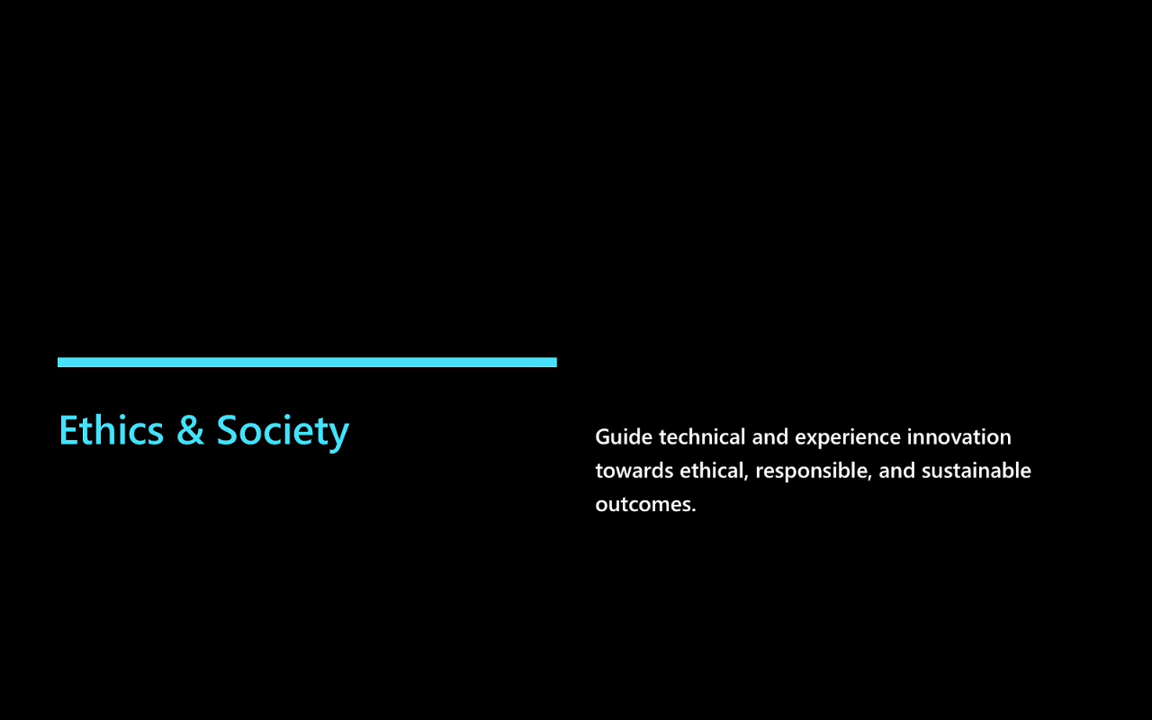 Ethics & Society
Guide technical and experience innovation
towards ethical, responsible, and sustainable
outcomes.